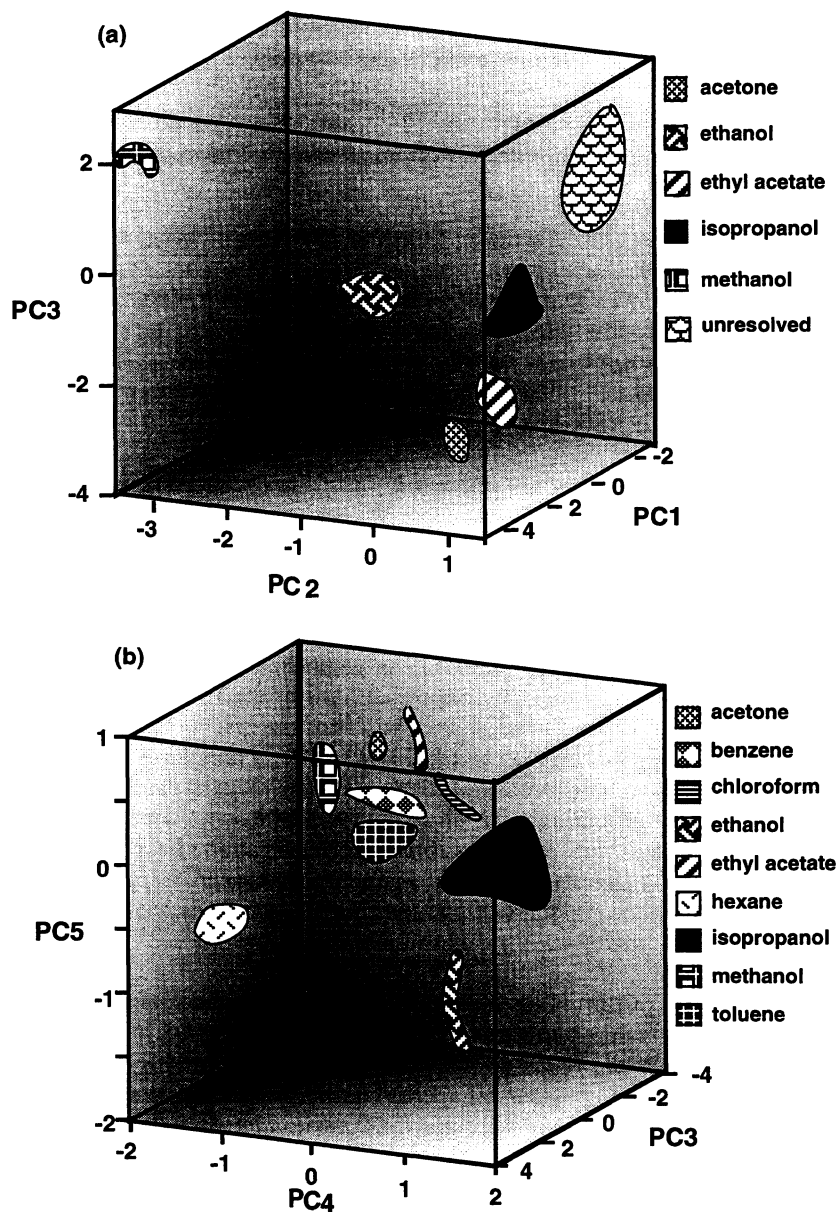 (a)
acetone
ethanol
ethyl acetate
isopropanol
methanol
unresolved
2
0
-2
-4
PC3
-3
-2
-1
0
1
PC2
4
2
0
-2
PC1
(b)
acetone
benzene
chloroform
ethanol
ethyl acetate
hexane
isopropanol
methanol
toluene
1
0
-1
-2
PC5
-2
-1
0
1
2
PC4
4
2
0
-2
-4
PC3